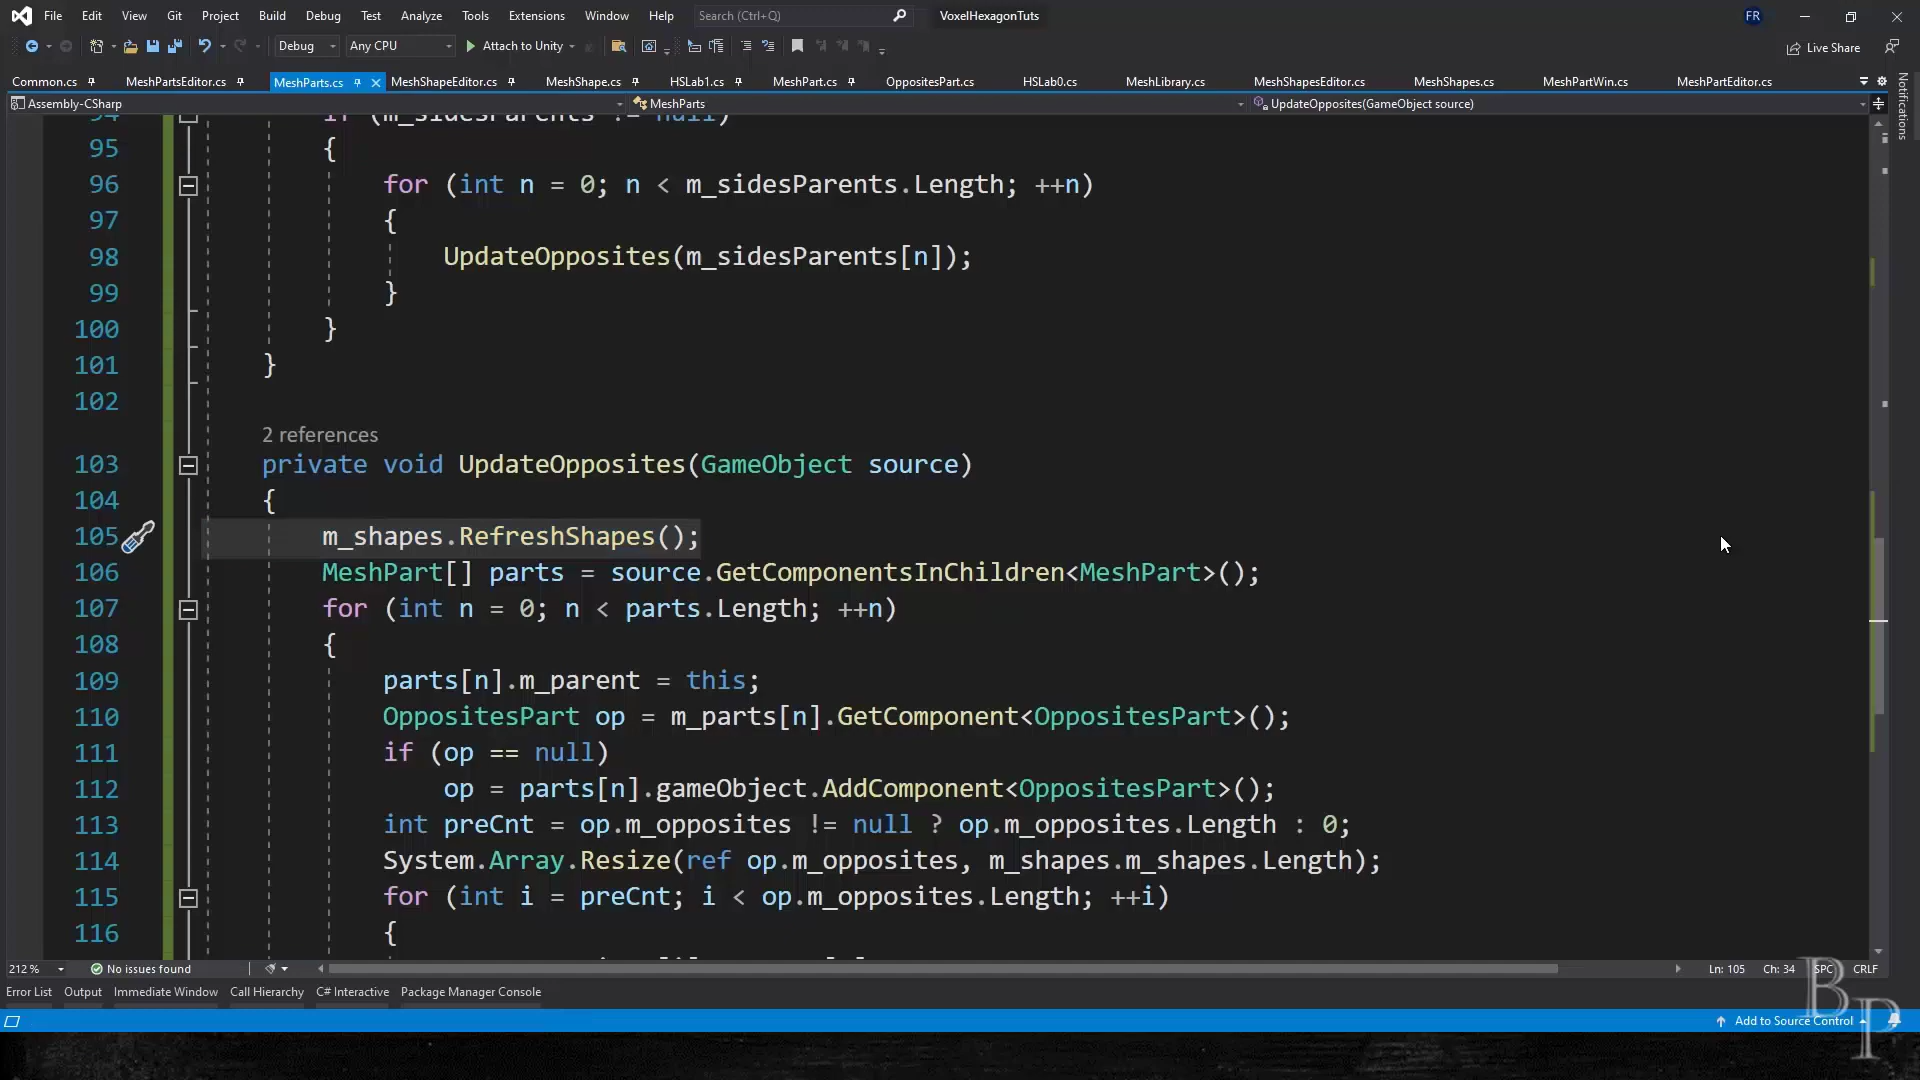 File Edit View Git Project Build Debug Test Analyze Tools Extensions Window Help Search (Ctrl+Q) VoxelHexagonTuts FR
Debug Any CPU Attach to Unity Live Share
Common.cs MeshPartsEditor.cs MeshParts.cs MeshShapeEditor.cs MeshShape.cs HSLab1.cs MeshPart.cs OppositesPart.cs HSLab0.cs MeshLibrary.cs MeshShapesEditor.cs MeshShapes.cs MeshPartWin.cs MeshPartEditor.cs
Notifications
Assembly-CSharp MeshParts UpdateOpposites(GameObject source)
94 if (m_sidesParents != null)
95 {
96 for (int n = 0; n < m_sidesParents.Length; ++n)
97 {
98 UpdateOpposites(m_sidesParents[n]);
99 }
100 }
101 }
102
2 references
103 private void UpdateOpposites(GameObject source)
104 {
105 m_shapes.RefreshShapes();
106 MeshPart[] parts = source.GetComponentsInChildren<MeshPart>();
107 for (int n = 0; n < parts.Length; ++n)
108 {
109 parts[n].m_parent = this;
110 OppositesPart op = m_parts[n].GetComponent<OppositesPart>();
111 if (op == null)
112 op = parts[n].gameObject.AddComponent<OppositesPart>();
113 int preCnt = op.m_opposites != null ? op.m_opposites.Length : 0;
114 System.Array.Resize(ref op.m_opposites, m_shapes.m_shapes.Length);
115 for (int i = preCnt; i < op.m_opposites.Length; ++i)
116 {
212 % No issues found Ln: 105 Ch: 34 SPC CRLF
Error List Output Immediate Window Call Hierarchy C# Interactive Package Manager Console
Add to Source Control
BP